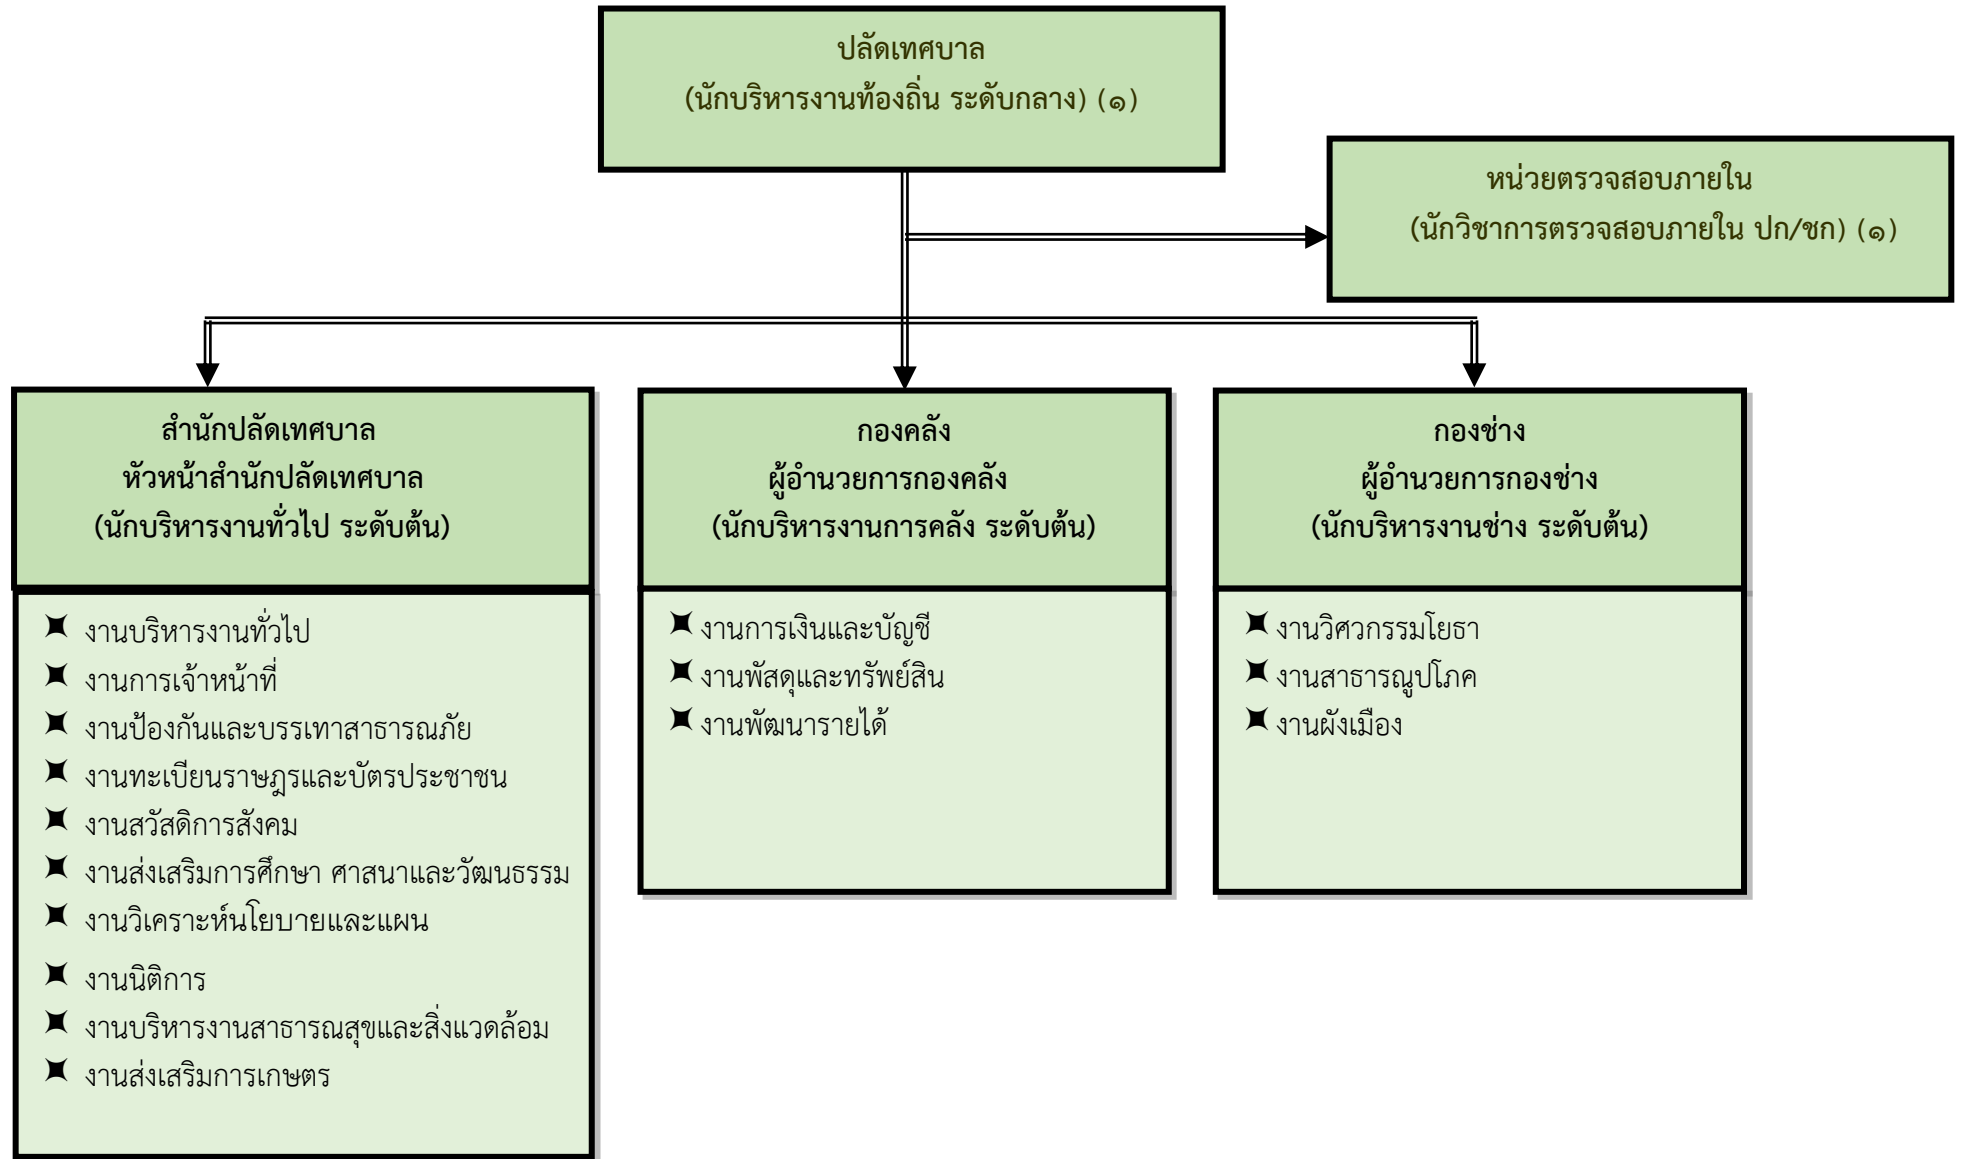 ปลัดเทศบาล
(นักบริหารงานท้องถิ่น ระดับกลาง) (๑)
หน่วยตรวจสอบภายใน
(นักวิชาการตรวจสอบภายใน ปก/ชก) (๑)
สำนักปลัดเทศบาล
หัวหน้าสำนักปลัดเทศบาล
(นักบริหารงานทั่วไป ระดับต้น)
งานบริหารงานทั่วไป
งานการเจ้าหน้าที่
งานป้องกันและบรรเทาสาธารณภัย
งานทะเบียนราษฎรและบัตรประชาชน
งานสวัสดิการสังคม
งานส่งเสริมการศึกษา ศาสนาและวัฒนธรรม
งานวิเคราะห์นโยบายและแผน
งานนิติการ
งานบริหารงานสาธารณสุขและสิ่งแวดล้อม
งานส่งเสริมการเกษตร
กองคลัง
ผู้อำนวยการกองคลัง
(นักบริหารงานการคลัง ระดับต้น)
งานการเงินและบัญชี
งานพัสดุและทรัพย์สิน
งานพัฒนารายได้
กองช่าง
ผู้อำนวยการกองช่าง
(นักบริหารงานช่าง ระดับต้น)
งานวิศวกรรมโยธา
งานสาธารณูปโภค
งานผังเมือง